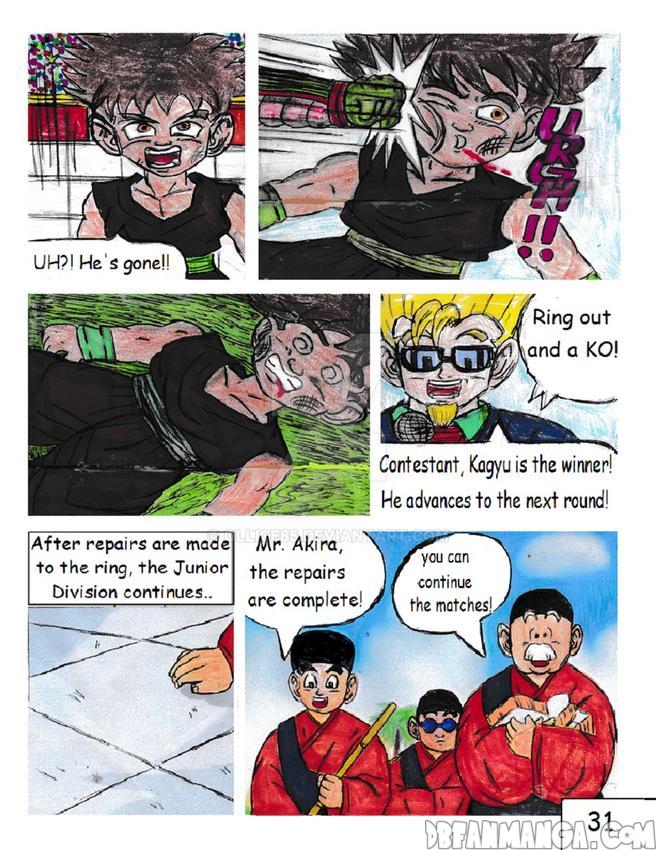 UH?! He's gone!!
URGH!!
Ring out
and a KO!
Contestant, Kagyu is the winner!
He advances to the next round!
After repairs are made
to the ring, the Junior
Division continues..
Mr. Akira,
the repairs
are complete!
you can
continue
the matches!
31
DBFANMANGA.COM